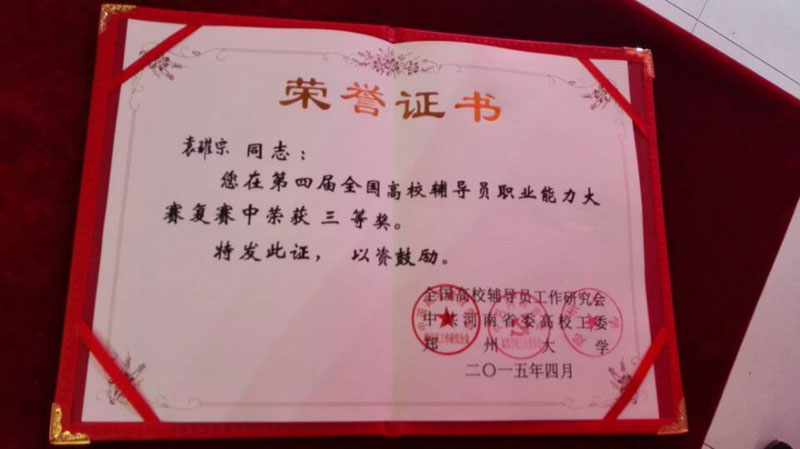 荣誉证书
同志：
您在第四届全国高校辅导员职业能力大
赛复赛中荣获 三 等奖。
特发此证， 以资鼓励。
全国高校辅导员工作研究会
中共河南省委高校工委
郑州大学
二〇一五年四月